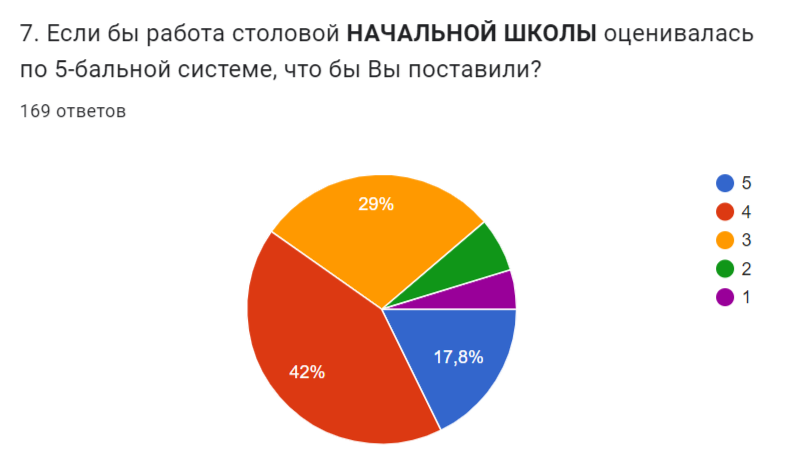 7. Если бы работа столовой НАЧАЛЬНОЙ ШКОЛЫ оценивалась
по 5-бальной системе, что бы Вы поставили?
169 ответов
29%
42%
17,8%
5
4
3
2
1